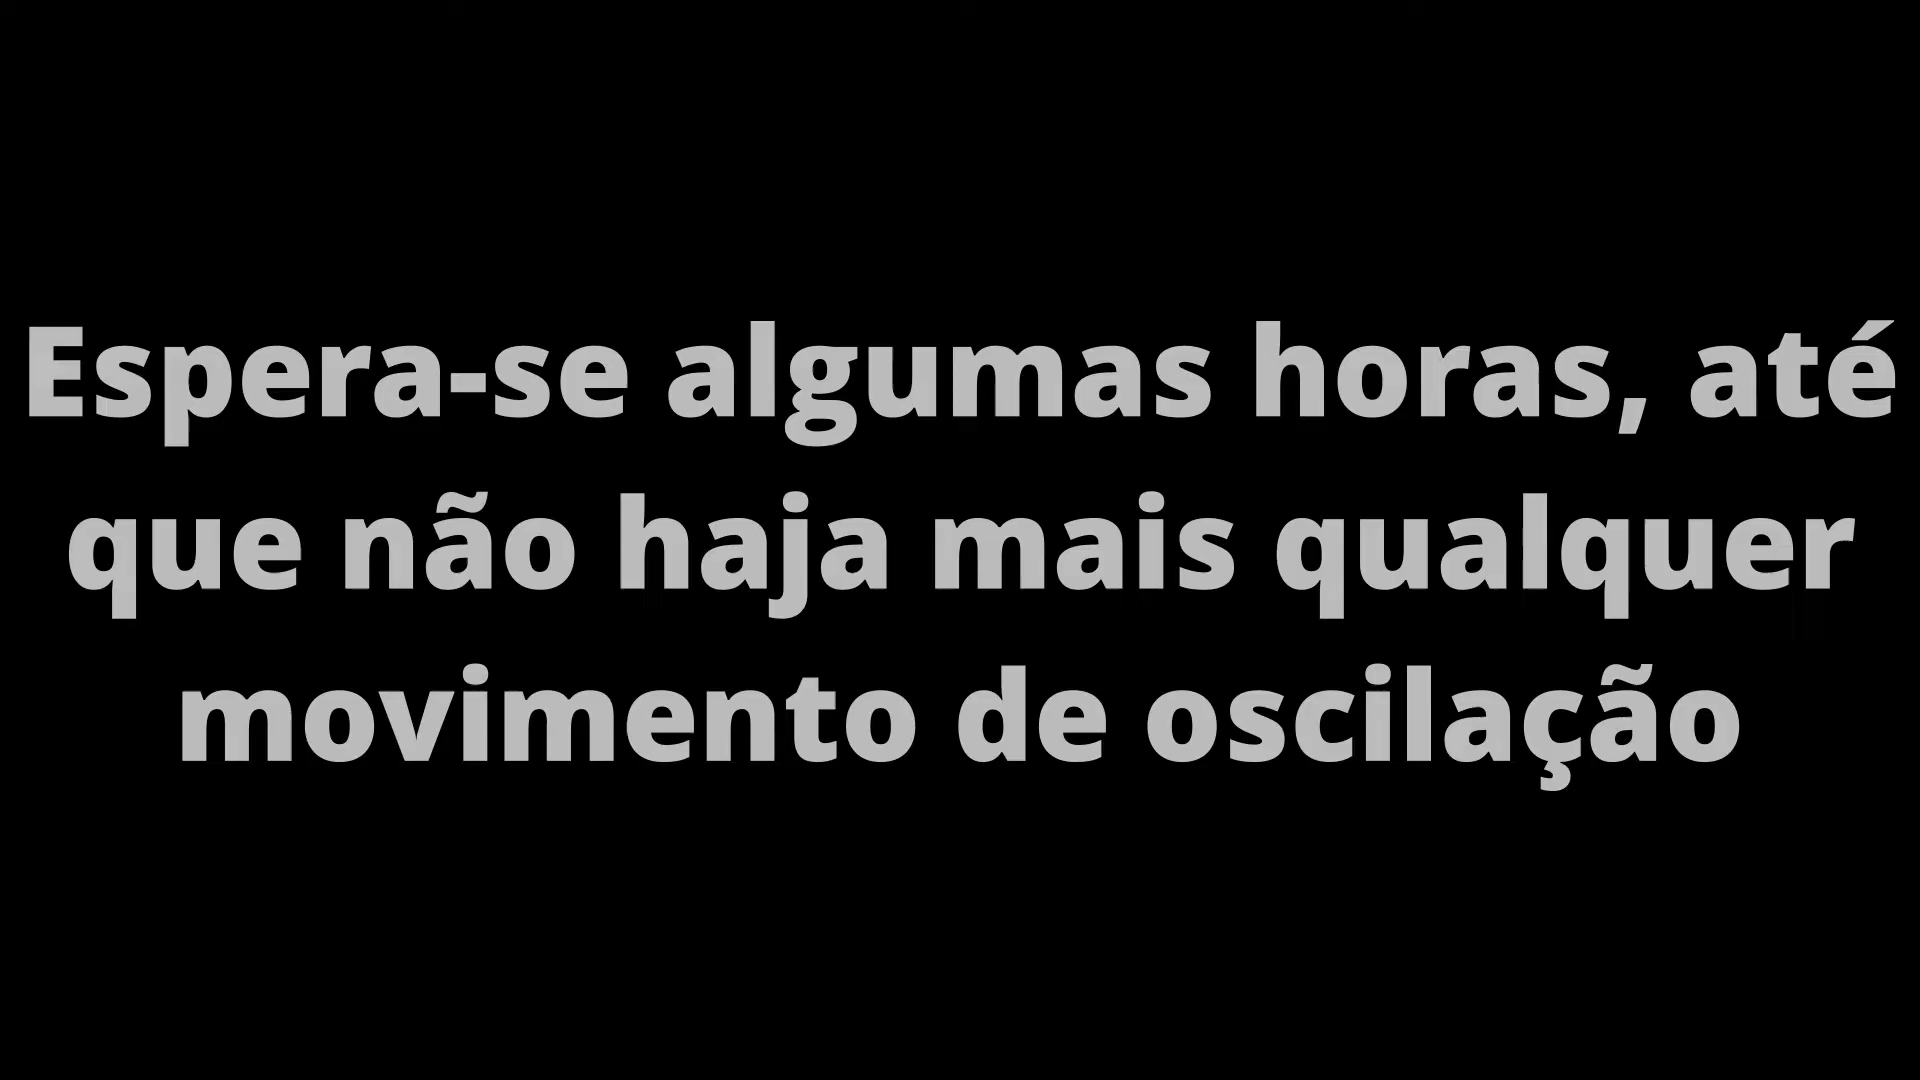 Espera-se algumas horas, até
que não haja mais qualquer
movimento de oscilação